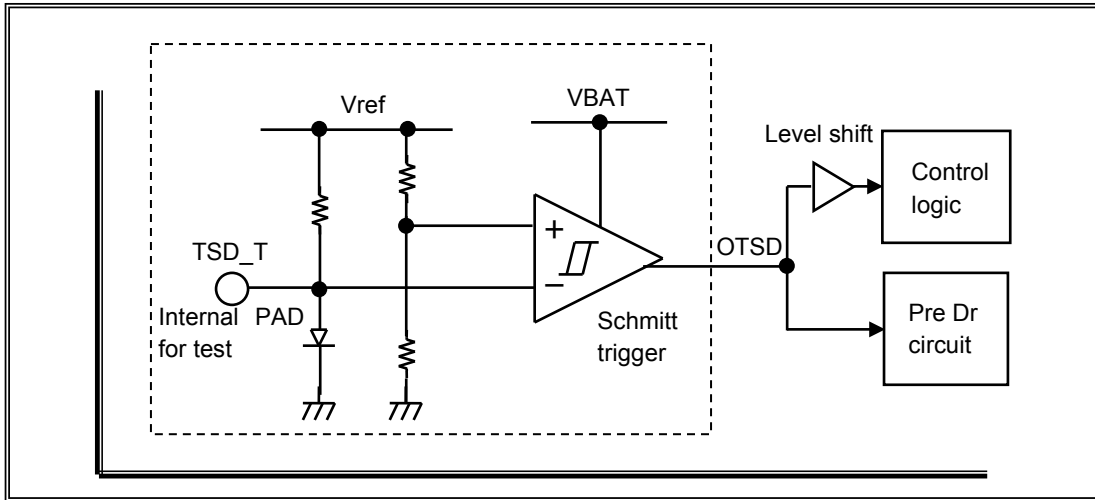 Vref
VBAT
Level shift
Control
logic
+
−
TSD_T
PAD
Internal
for test
OTSD
Schmitt
trigger
Pre Dr
circuit